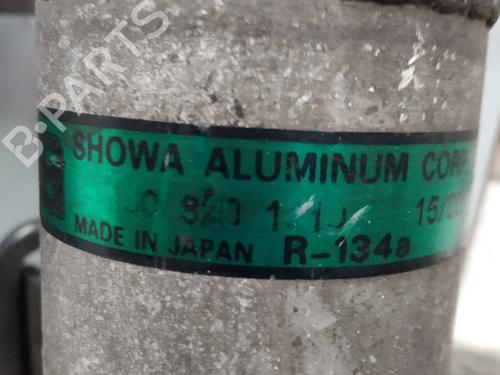 B-PARTS
SHOWA ALUMINUM CORP
MADE IN JAPAN R-134a